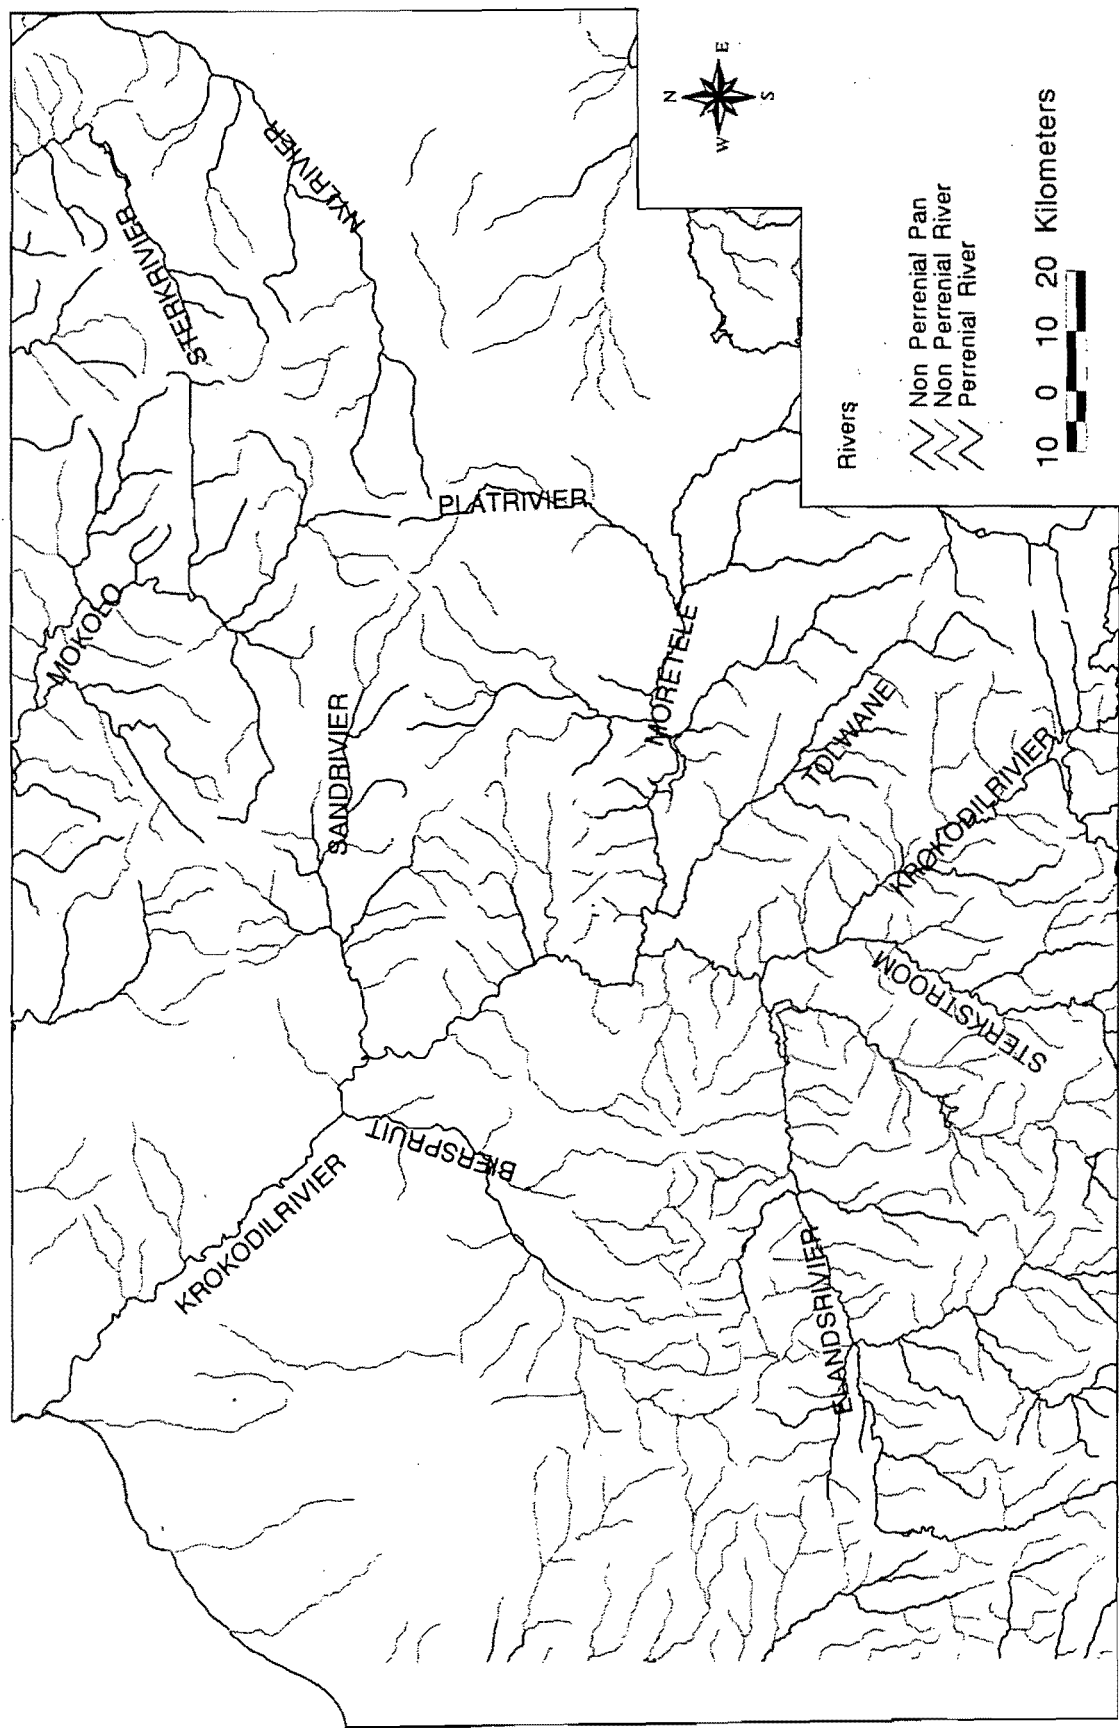 MOKOLO
STERKRIVIER
NYLRIVIER
SANDRIVIER
PLATRIVIER
KROKODILRIVIER
BIERSPRUIT
MORETELE
TOLWANE
KROKODILRIVIER
STERKSTROOM
ELANDSRIVIER
N
E
W
S
Rivers
Non Perrenial Pan
Non Perrenial River
Perrenial River
10 0 10 20 Kilometers